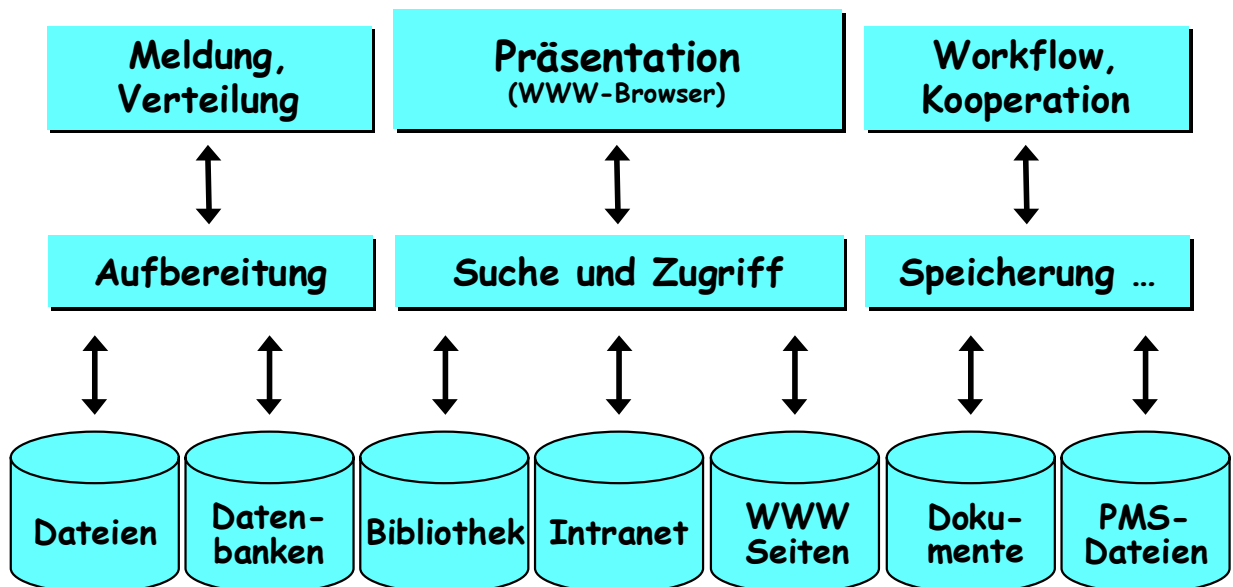 Meldung,
Verteilung
Präsentation
(WWW-Browser)
Workflow,
Kooperation
Aufbereitung
Suche und Zugriff
Speicherung ...
Dateien
Daten-
banken
Bibliothek
Intranet
WWW
Seiten
Doku-
mente
PMS-
Dateien